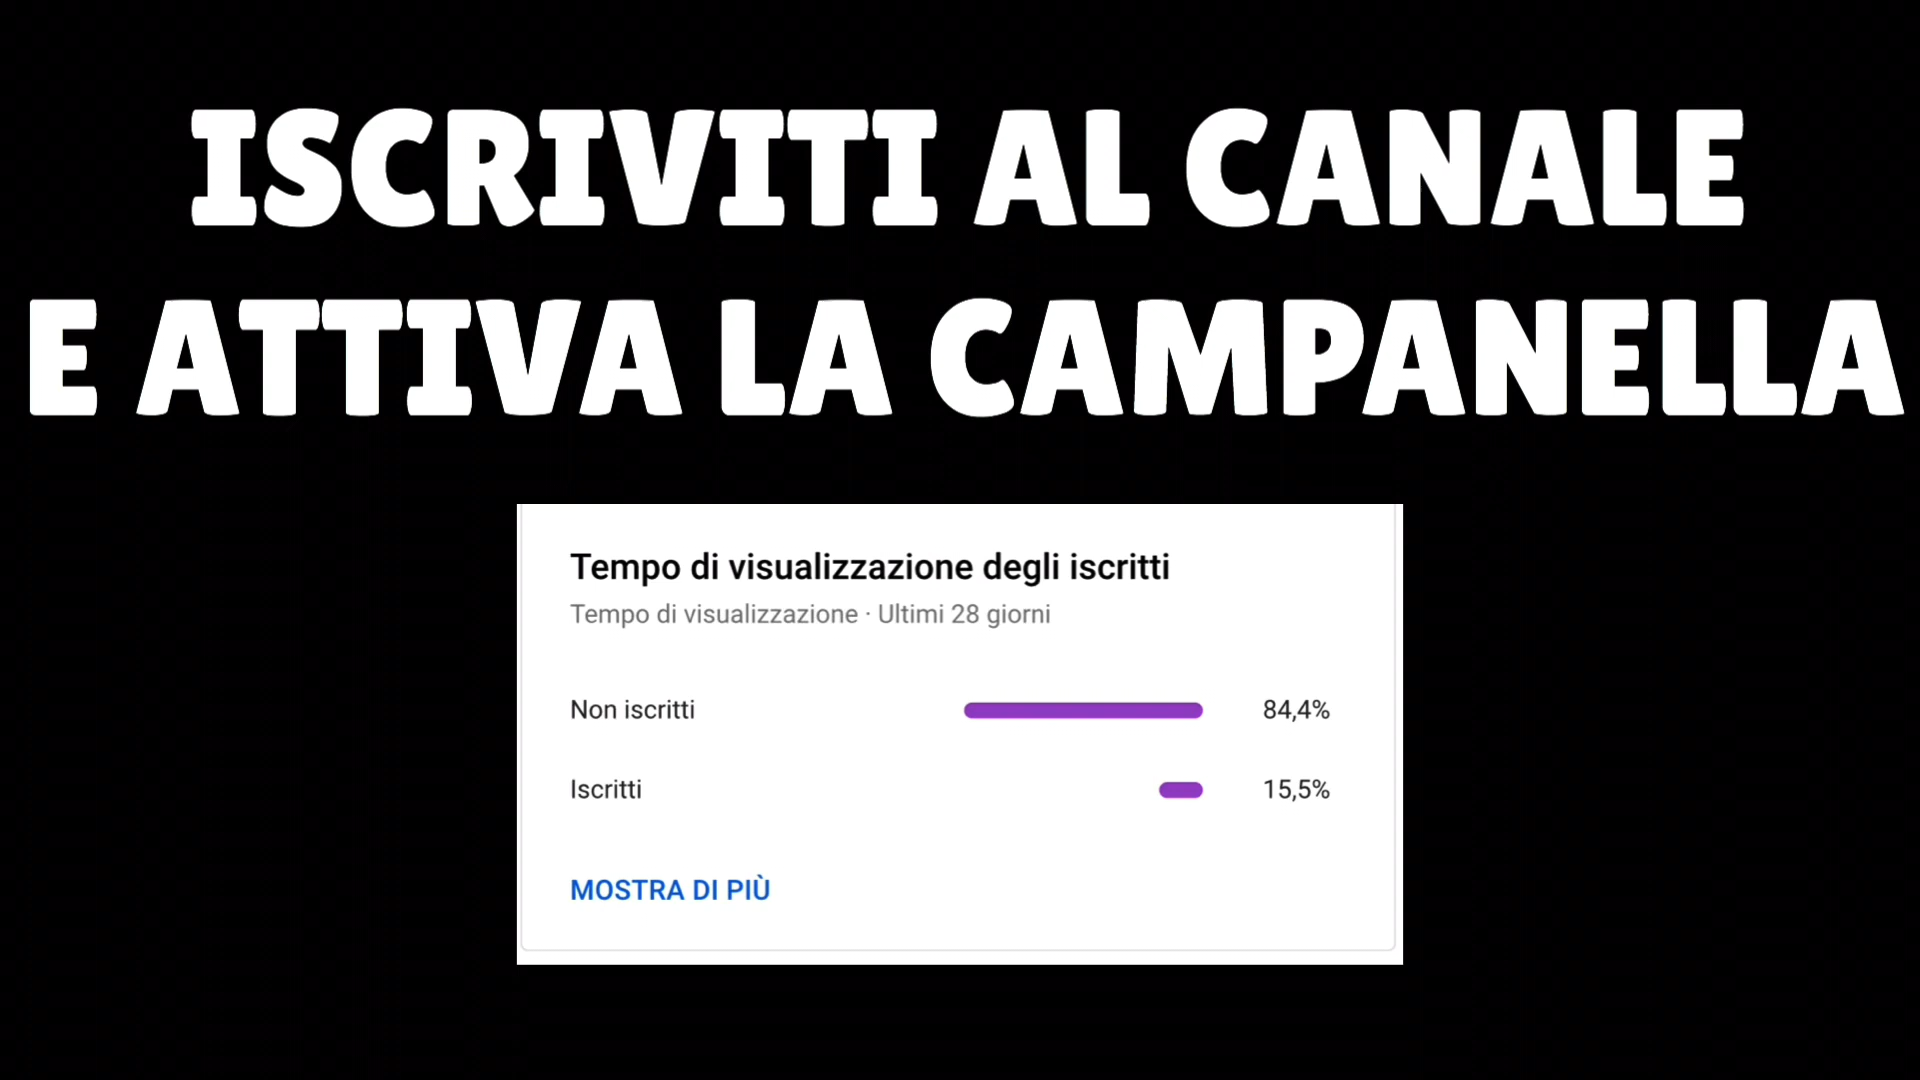 ISCRIVITI AL CANALE
E ATTIVA LA CAMPANELLA
Tempo di visualizzazione degli iscritti
Tempo di visualizzazione · Ultimi 28 giorni
Non iscritti 84,4%
Iscritti 15,5%
MOSTRA DI PIÙ